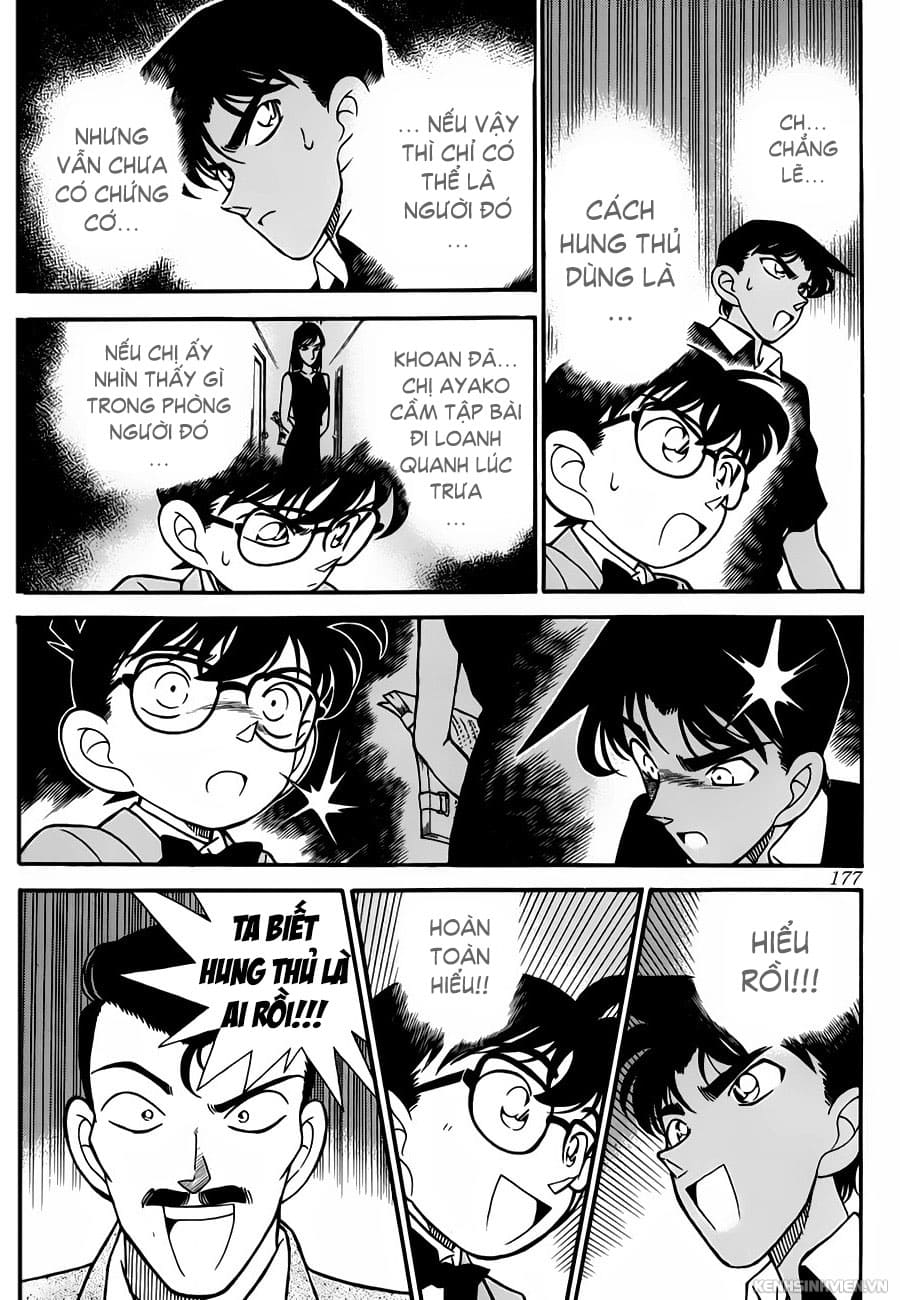 CH...
CHẲNG
LẼ...
CÁCH
HUNG THỦ
DÙNG LÀ
...
... NẾU VẬY
THÌ CHỈ CÓ
THỂ LÀ
NGƯỜI ĐÓ
...
NHƯNG
VẪN CHƯA
CÓ CHỨNG
CỚ...
KHOAN ĐÃ...
CHỊ AYAKO
CẦM TẬP BÀI
ĐI LOANH
QUANH LÚC
TRƯA
...
NẾU CHỊ ẤY
NHÌN THẤY GÌ
TRONG PHÒNG
NGƯỜI ĐÓ
...
177
HIỂU
RỒI!!!
HOÀN
TOÀN
HIỂU!!
TA BIẾT
HUNG THỦ LÀ
AI RỒI!!!
KENHSINHVIEN.VN